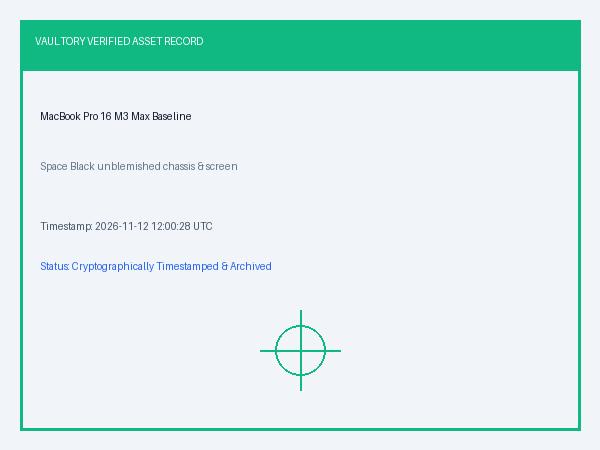 VAULTORY VERIFIED ASSET RECORD
MacBook Pro 16 M3 Max Baseline
Space Black unblemished chassis & screen
Timestamp: 2026-11-12 12:00:28 UTC
Status: Cryptographically Timestamped & Archived